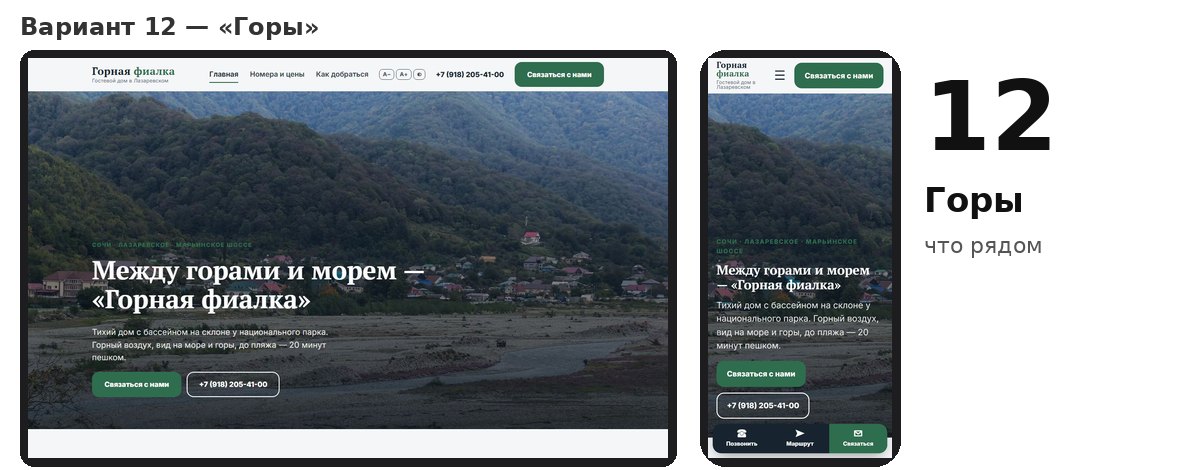 Вариант 12 — «Горы»
Горная фиалка
Гостевой дом в Лазаревском
Главная Номера и цены Как добраться A− A+ +7 (918) 205-41-00 Связаться с нами
СОЧИ · ЛАЗАРЕВСКОЕ · МАРЬИНСКОЕ ШОССЕ
Между горами и морем —
«Горная фиалка»
Тихий дом с бассейном на склоне у национального парка.
Горный воздух, вид на море и горы, до пляжа — 20 минут
пешком.
Связаться с нами +7 (918) 205-41-00
Горная
фиалка
Гостевой дом в
Лазаревском
Связаться с нами
СОЧИ · ЛАЗАРЕВСКОЕ · МАРЬИНСКОЕ
ШОССЕ
Между горами и морем
— «Горная фиалка»
Тихий дом с бассейном на склоне у
национального парка. Горный воздух,
вид на море и горы, до пляжа — 20
минут пешком.
Связаться с нами
+7 (918) 205-41-00
Позвонить Маршрут Связаться
12
Горы
что рядом